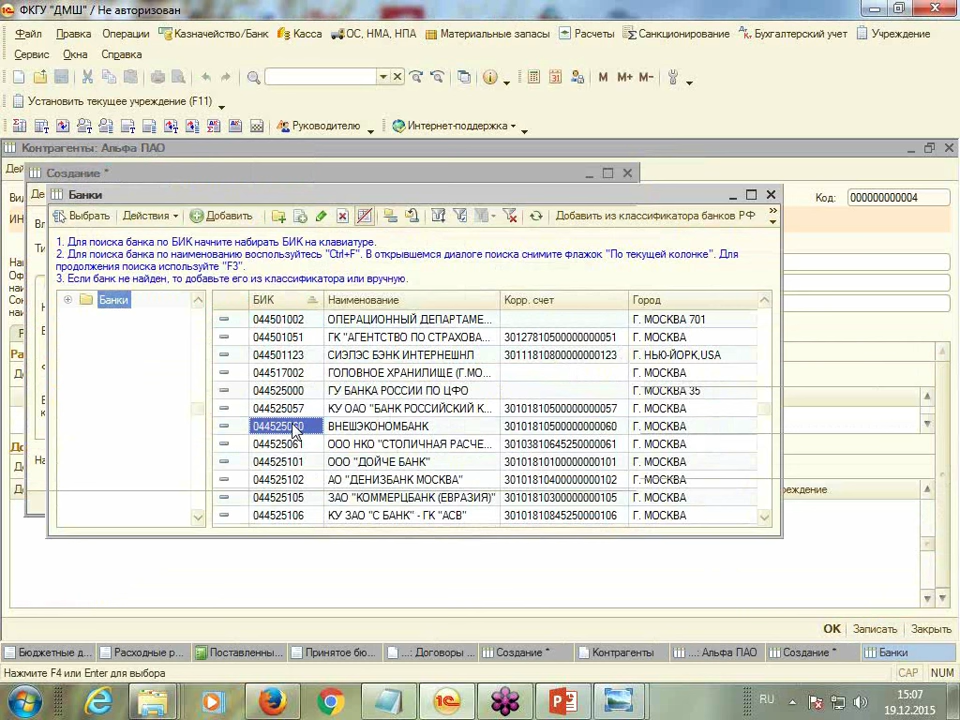 ФКГУ "ДМШ" / Не авторизован
Файл Правка Операции Казначейство/Банк Касса ОС, НМА, НПА Материальные запасы Расчеты Санкционирование Бухгалтерский учет Учреждение
Сервис Окна Справка
M M+ M-
Установить текущее учреждение (F11)
Руководителю Интернет-поддержка
Контрагенты: Альфа ПАО
Создание *
Банки
Код: 000000000004
Выбрать Действия Добавить Добавить из классификатора банков РФ
1. Для поиска банка по БИК начните набирать БИК на клавиатуре.
2. Для поиска банка по наименованию воспользуйтесь "Ctrl+F". В открывшемся диалоге поиска снимите флажок "По текущей колонке". Для
продолжения поиска используйте "F3".
3. Если банк не найден, то добавьте его из классификатора или вручную.
Банки
БИК Наименование Корр. счет Город
044501002 ОПЕРАЦИОННЫЙ ДЕПАРТАМЕ... Г. МОСКВА 701
044501051 ГК "АГЕНТСТВО ПО СТРАХОВА... 30127810500000000051 Г. МОСКВА
044501123 СИЭЛЭС БЭНК ИНТЕРНЕШНЛ 30111810800000000123 Г. НЬЮ-ЙОРК,USA
044517002 ГОЛОВНОЕ ХРАНИЛИЩЕ (Г.МО... Г. МОСКВА
044525000 ГУ БАНКА РОССИИ ПО ЦФО Г. МОСКВА 35
044525057 КУ ОАО "БАНК РОССИЙСКИЙ К... 30101810500000000057 Г. МОСКВА
044525060 ВНЕШЭКОНОМБАНК 30101810500000000060 Г. МОСКВА
044525061 ООО НКО "СТОЛИЧНАЯ РАСЧЕ... 30103810645250000061 Г. МОСКВА
044525101 ООО "ДОЙЧЕ БАНК" 30101810100000000101 Г. МОСКВА
044525102 АО "ДЕНИЗБАНК МОСКВА" 30101810400000000102 Г. МОСКВА
044525105 ЗАО "КОММЕРЦБАНК (ЕВРАЗИЯ)" 30101810300000000105 Г. МОСКВА
044525106 КУ ЗАО "С БАНК" - ГК "АСВ" 30101810845250000106 Г. МОСКВА
OK Записать Закрыть
Бюджетные д... Расходные р... Поставленны... Принятое бю... ...: Договоры ... Создание * Контрагенты ...: Альфа ПАО Создание * Банки
Нажмите F4 или Enter для выбора CAP NUM
RU 15:07
19.12.2015